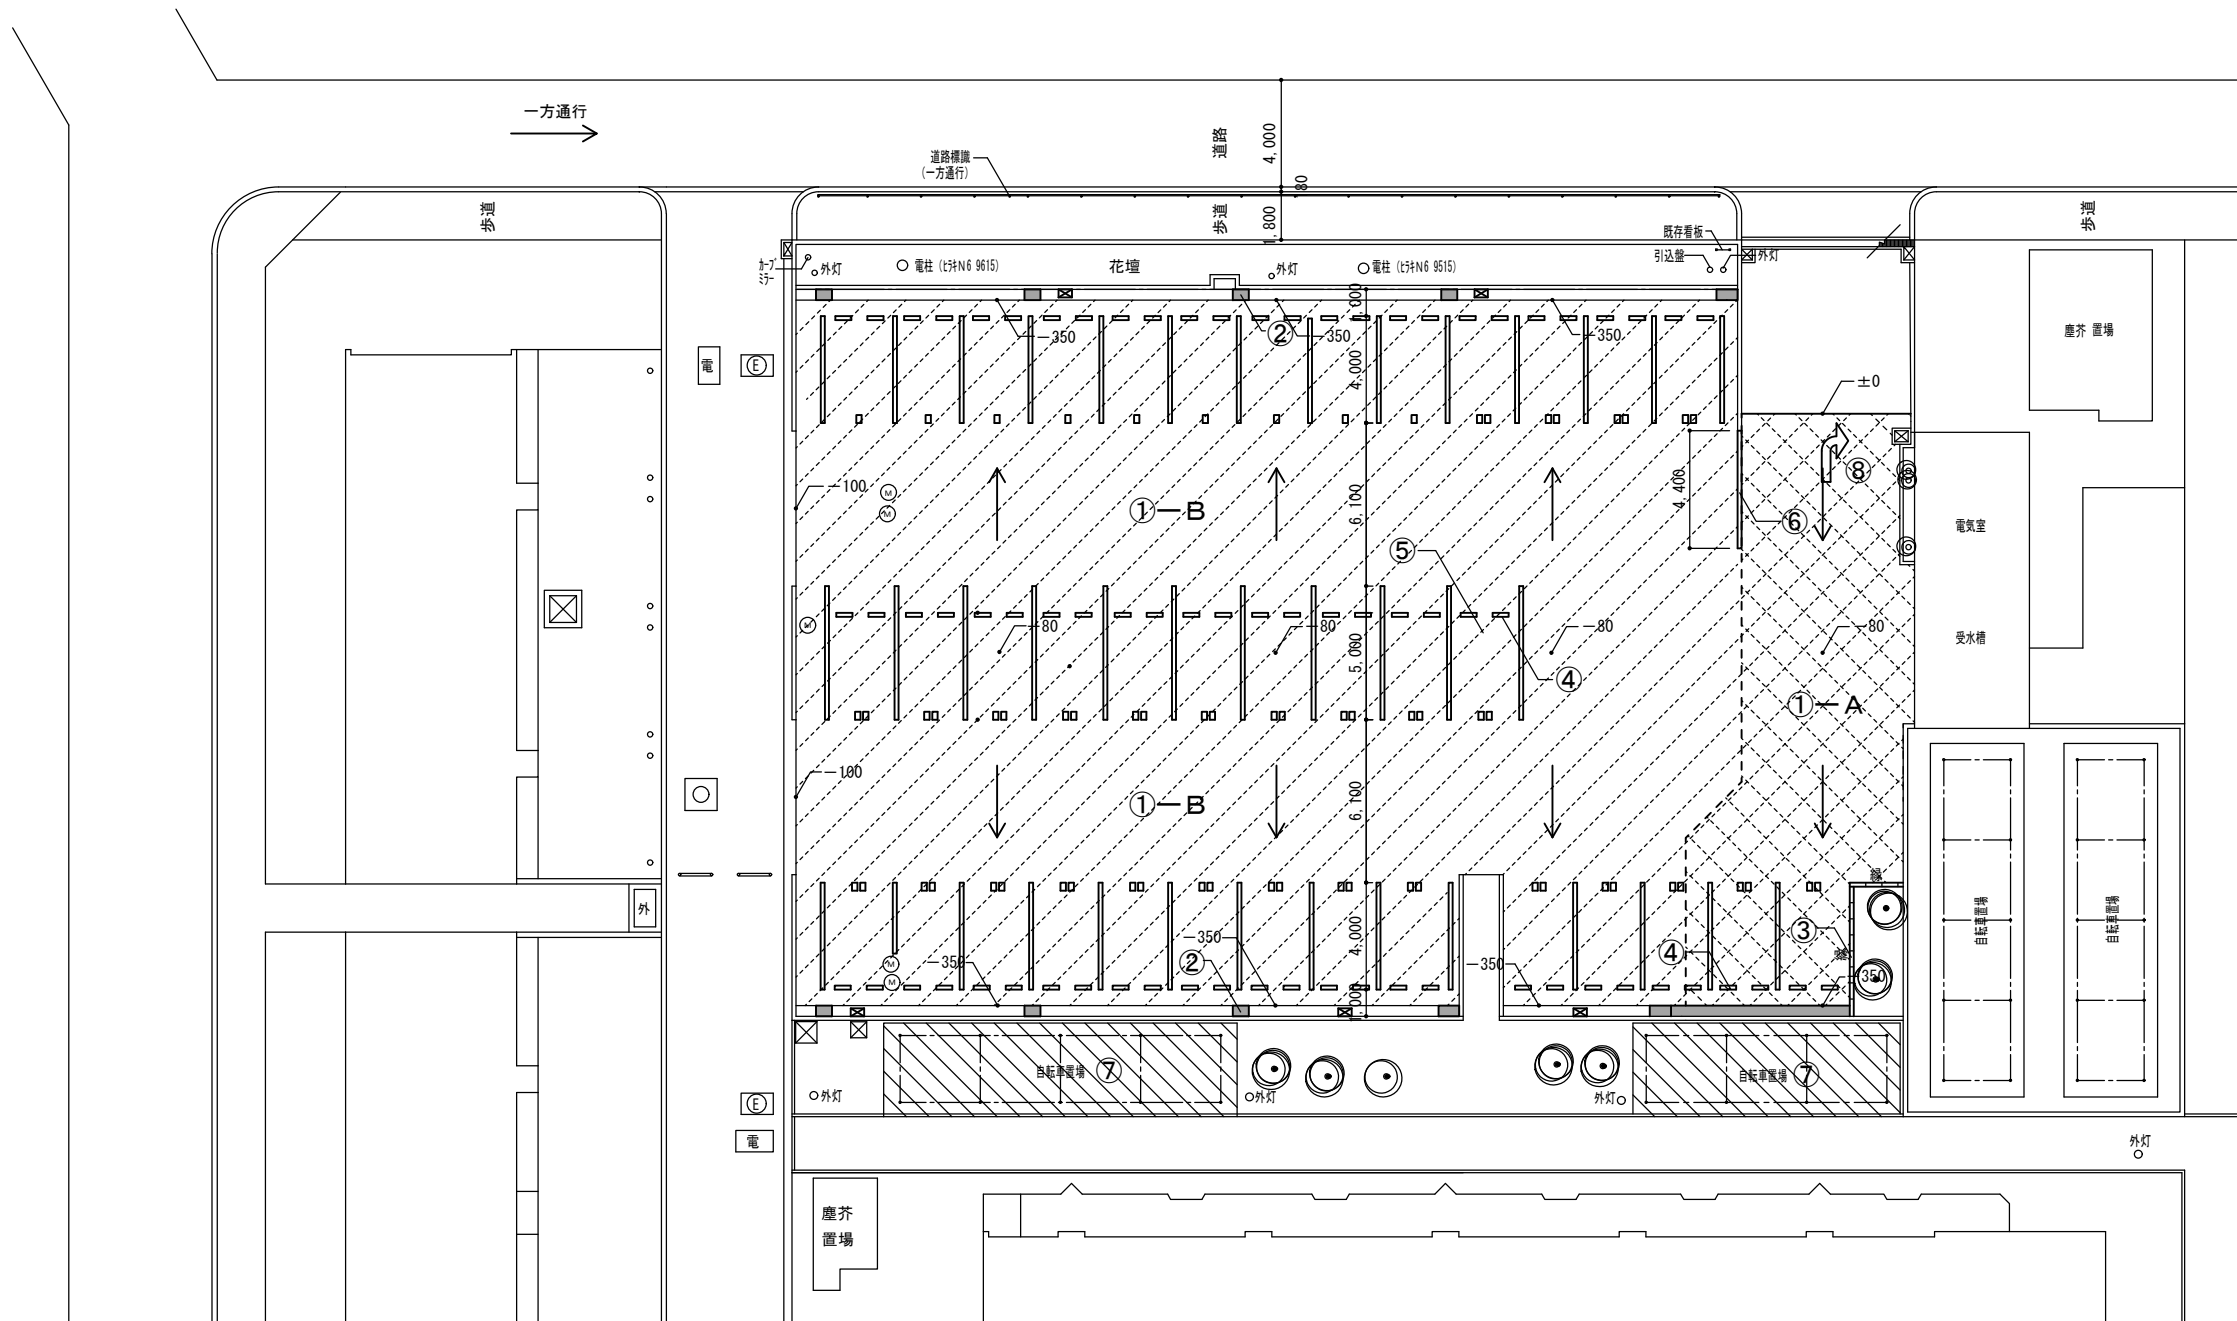 一方通行
道路
4,000
道路標識
(一方通行)
80
歩道
歩道
1,800
歩道
既存看板
引込盤
外灯
カーブ
ミラー
外灯
電柱 (ﾋﾗｷN6 9615)
花壇
外灯
電柱 (ﾋﾗｷN6 9515)
1,000
塵芥 置場
②
−350
−350
−350
4,000
±0
電
E
⑧
−100
M
M
①−B
6,100
4,400
⑥
電気室
⑤
M
−80
−80
−80
−80
5,000
受水槽
④
①−A
−100
①−B
6,100
縁
外
自転車置場
自転車置場
③
−350
4,000
④
M
②
−350
−350
−350
M
1,000
自転車置場
⑦
自転車置場
⑦
外灯
外灯
外灯
E
電
外灯
塵芥
置場